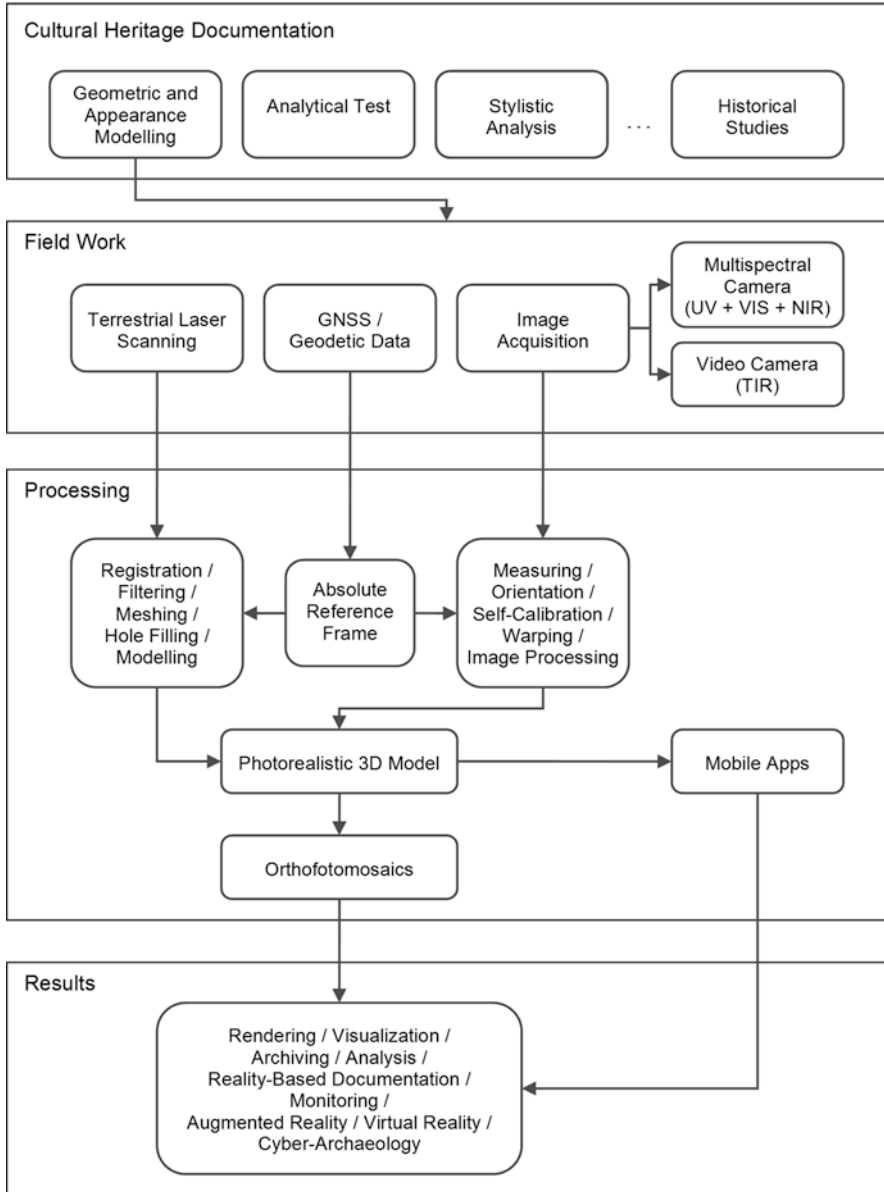 Cultural Heritage Documentation
Geometric and
Appearance
Modelling
Analytical Test
Stylistic
Analysis
...
Historical
Studies
Field Work
Terrestrial Laser
Scanning
GNSS /
Geodetic Data
Image
Acquisition
Multispectral
Camera
(UV + VIS + NIR)
Video Camera
(TIR)
Processing
Registration /
Filtering /
Meshing /
Hole Filling /
Modelling
Absolute
Reference
Frame
Measuring /
Orientation /
Self-Calibration /
Warping /
Image Processing
Photorealistic 3D Model
Mobile Apps
Orthofotomosaics
Results
Rendering / Visualization /
Archiving / Analysis /
Reality-Based Documentation /
Monitoring /
Augmented Reality / Virtual Reality /
Cyber-Archaeology